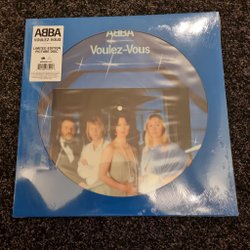 ABBA
VOULEZ-VOUS
LIMITED EDITION
PICTURE DISC
ABBA
Voulez-Vous